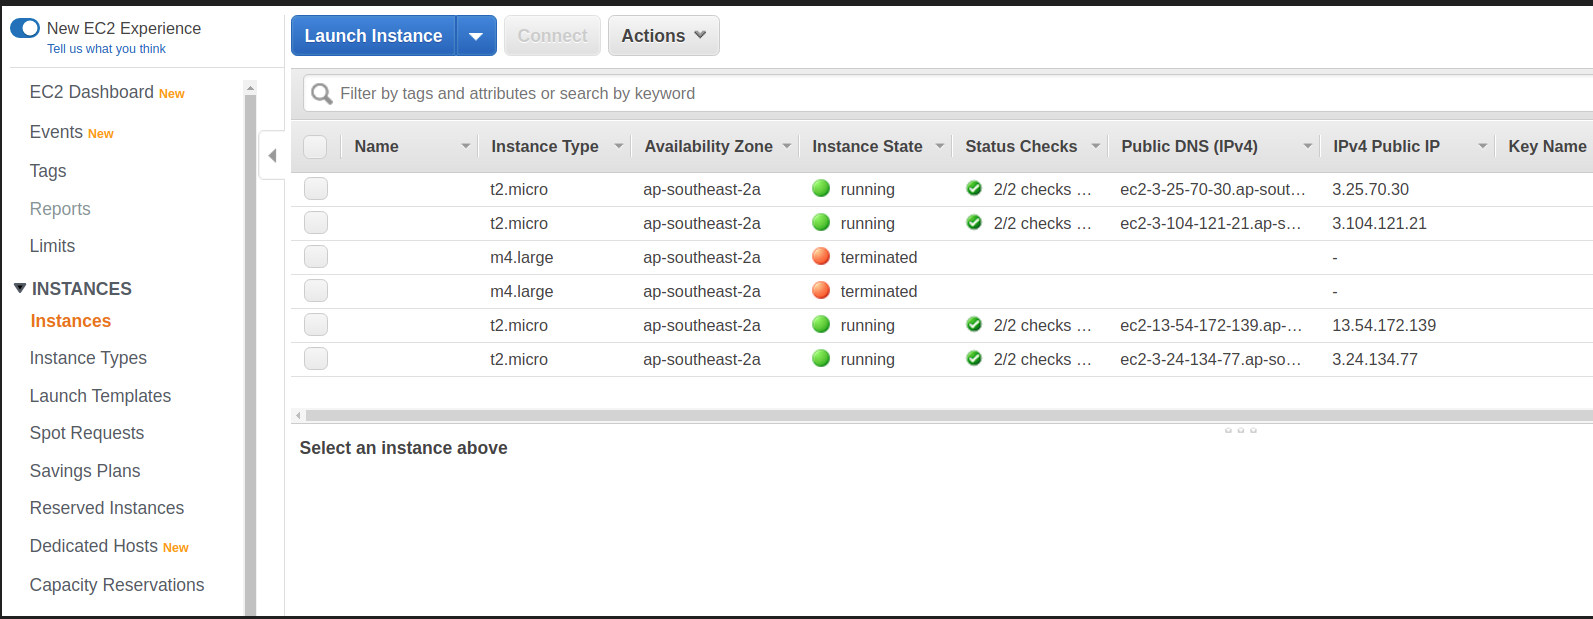 New EC2 Experience
Tell us what you think
EC2 Dashboard New
Events New
Tags
Reports
Limits
INSTANCES
Instances
Instance Types
Launch Templates
Spot Requests
Savings Plans
Reserved Instances
Dedicated Hosts New
Capacity Reservations
Launch Instance Connect Actions
Filter by tags and attributes or search by keyword
Name Instance Type Availability Zone Instance State Status Checks Public DNS (IPv4) IPv4 Public IP Key Name
t2.micro ap-southeast-2a running 2/2 checks ... ec2-3-25-70-30.ap-sout... 3.25.70.30
t2.micro ap-southeast-2a running 2/2 checks ... ec2-3-104-121-21.ap-s... 3.104.121.21
m4.large ap-southeast-2a terminated -
m4.large ap-southeast-2a terminated -
t2.micro ap-southeast-2a running 2/2 checks ... ec2-13-54-172-139.ap-... 13.54.172.139
t2.micro ap-southeast-2a running 2/2 checks ... ec2-3-24-134-77.ap-so... 3.24.134.77
Select an instance above